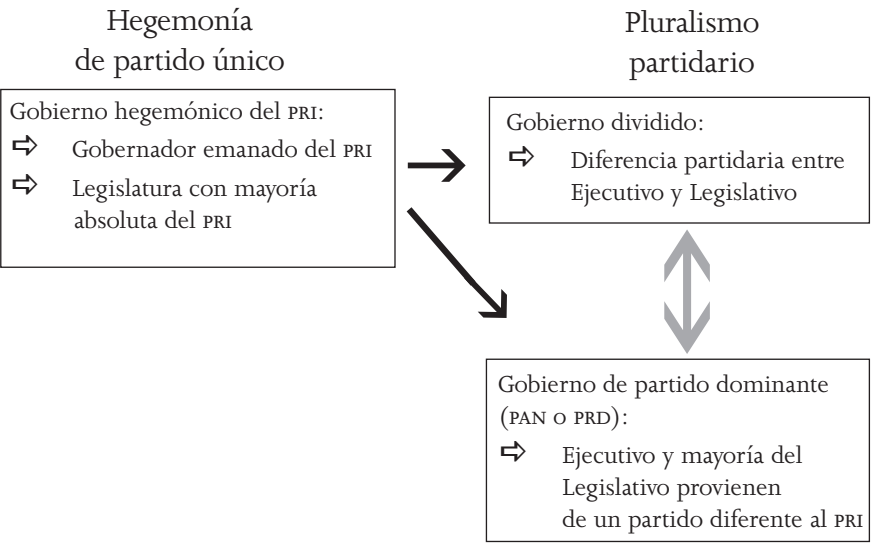 Hegemonía
de partido único
Gobierno hegemónico del PRI:
Gobernador emanado del PRI
Legislatura con mayoría
absoluta del PRI
Pluralismo
partidario
Gobierno dividido:
Diferencia partidaria entre
Ejecutivo y Legislativo
Gobierno de partido dominante
(PAN O PRD):
Ejecutivo y mayoría del
Legislativo provienen
de un partido diferente al PRI